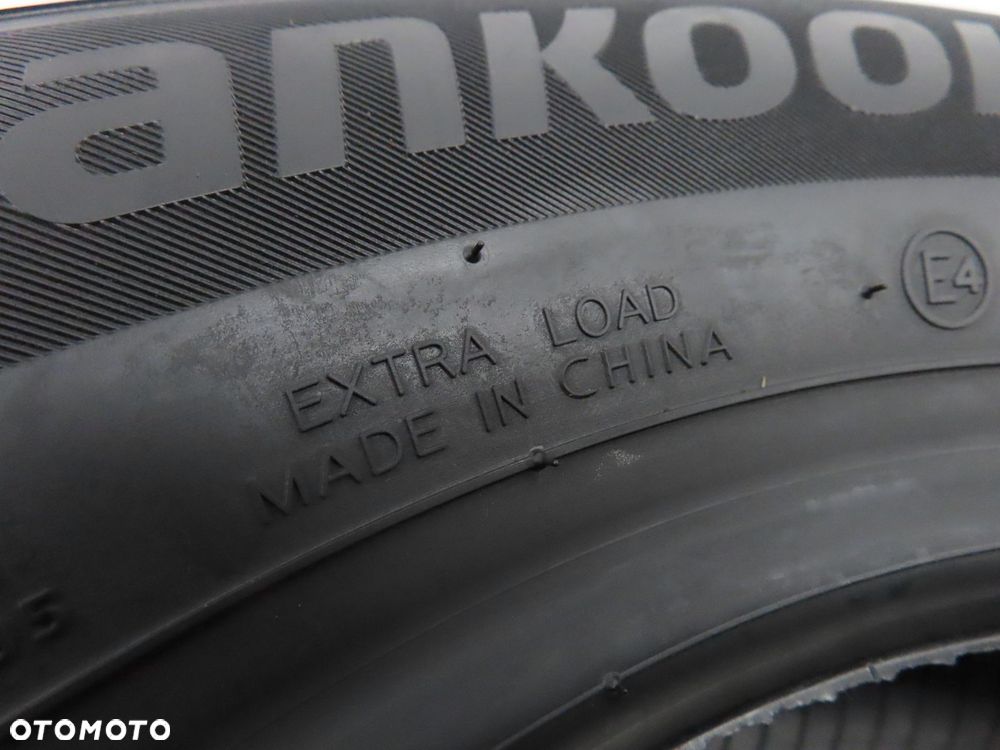 ankoo
E4
EXTRA LOAD
MADE IN CHINA
OTOMOTO